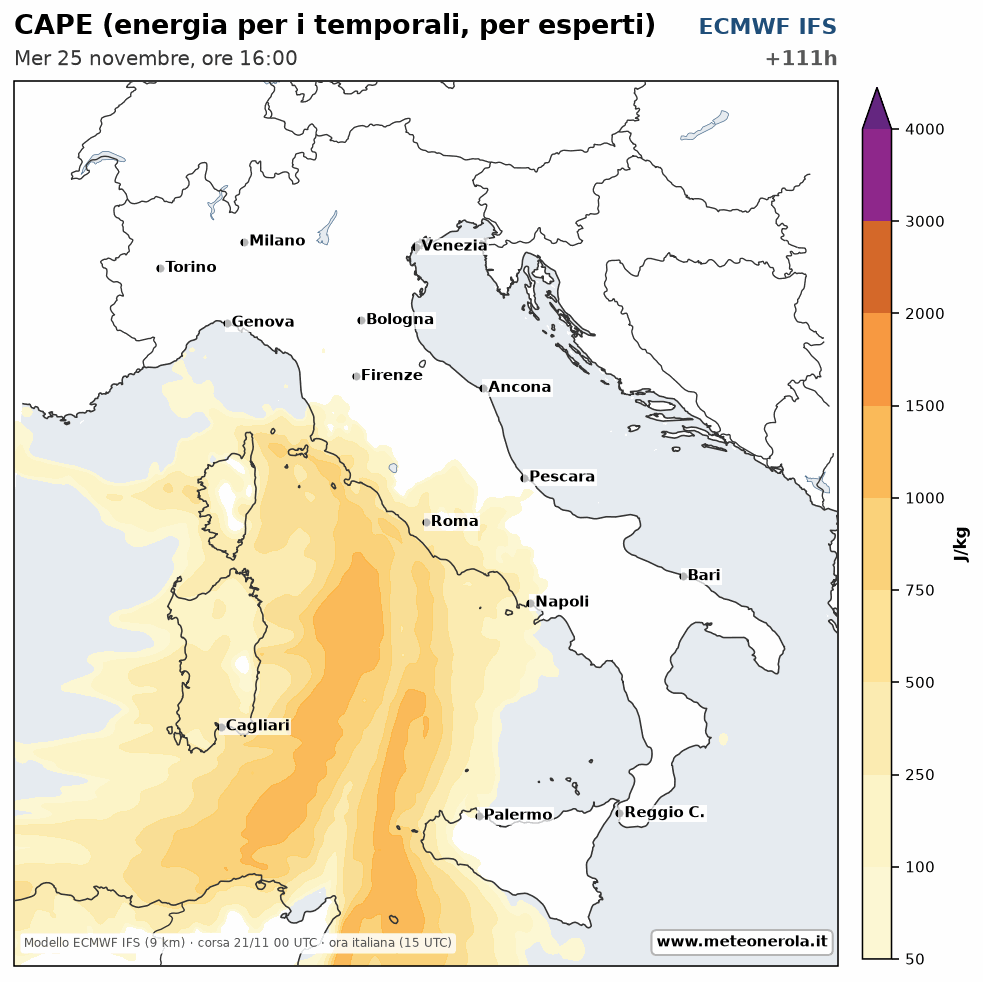 CAPE (energia per i temporali, per esperti)
ECMWF IFS
Mer 25 novembre, ore 16:00
+111h
4000
3000
2000
1500
1000
750
500
250
100
50
J/kg
Milano
Venezia
Torino
Genova
Bologna
Firenze
Ancona
Pescara
Roma
Bari
Napoli
Cagliari
Palermo
Reggio C.
Modello ECMWF IFS (9 km) · corsa 21/11 00 UTC · ora italiana (15 UTC)
www.meteonerola.it